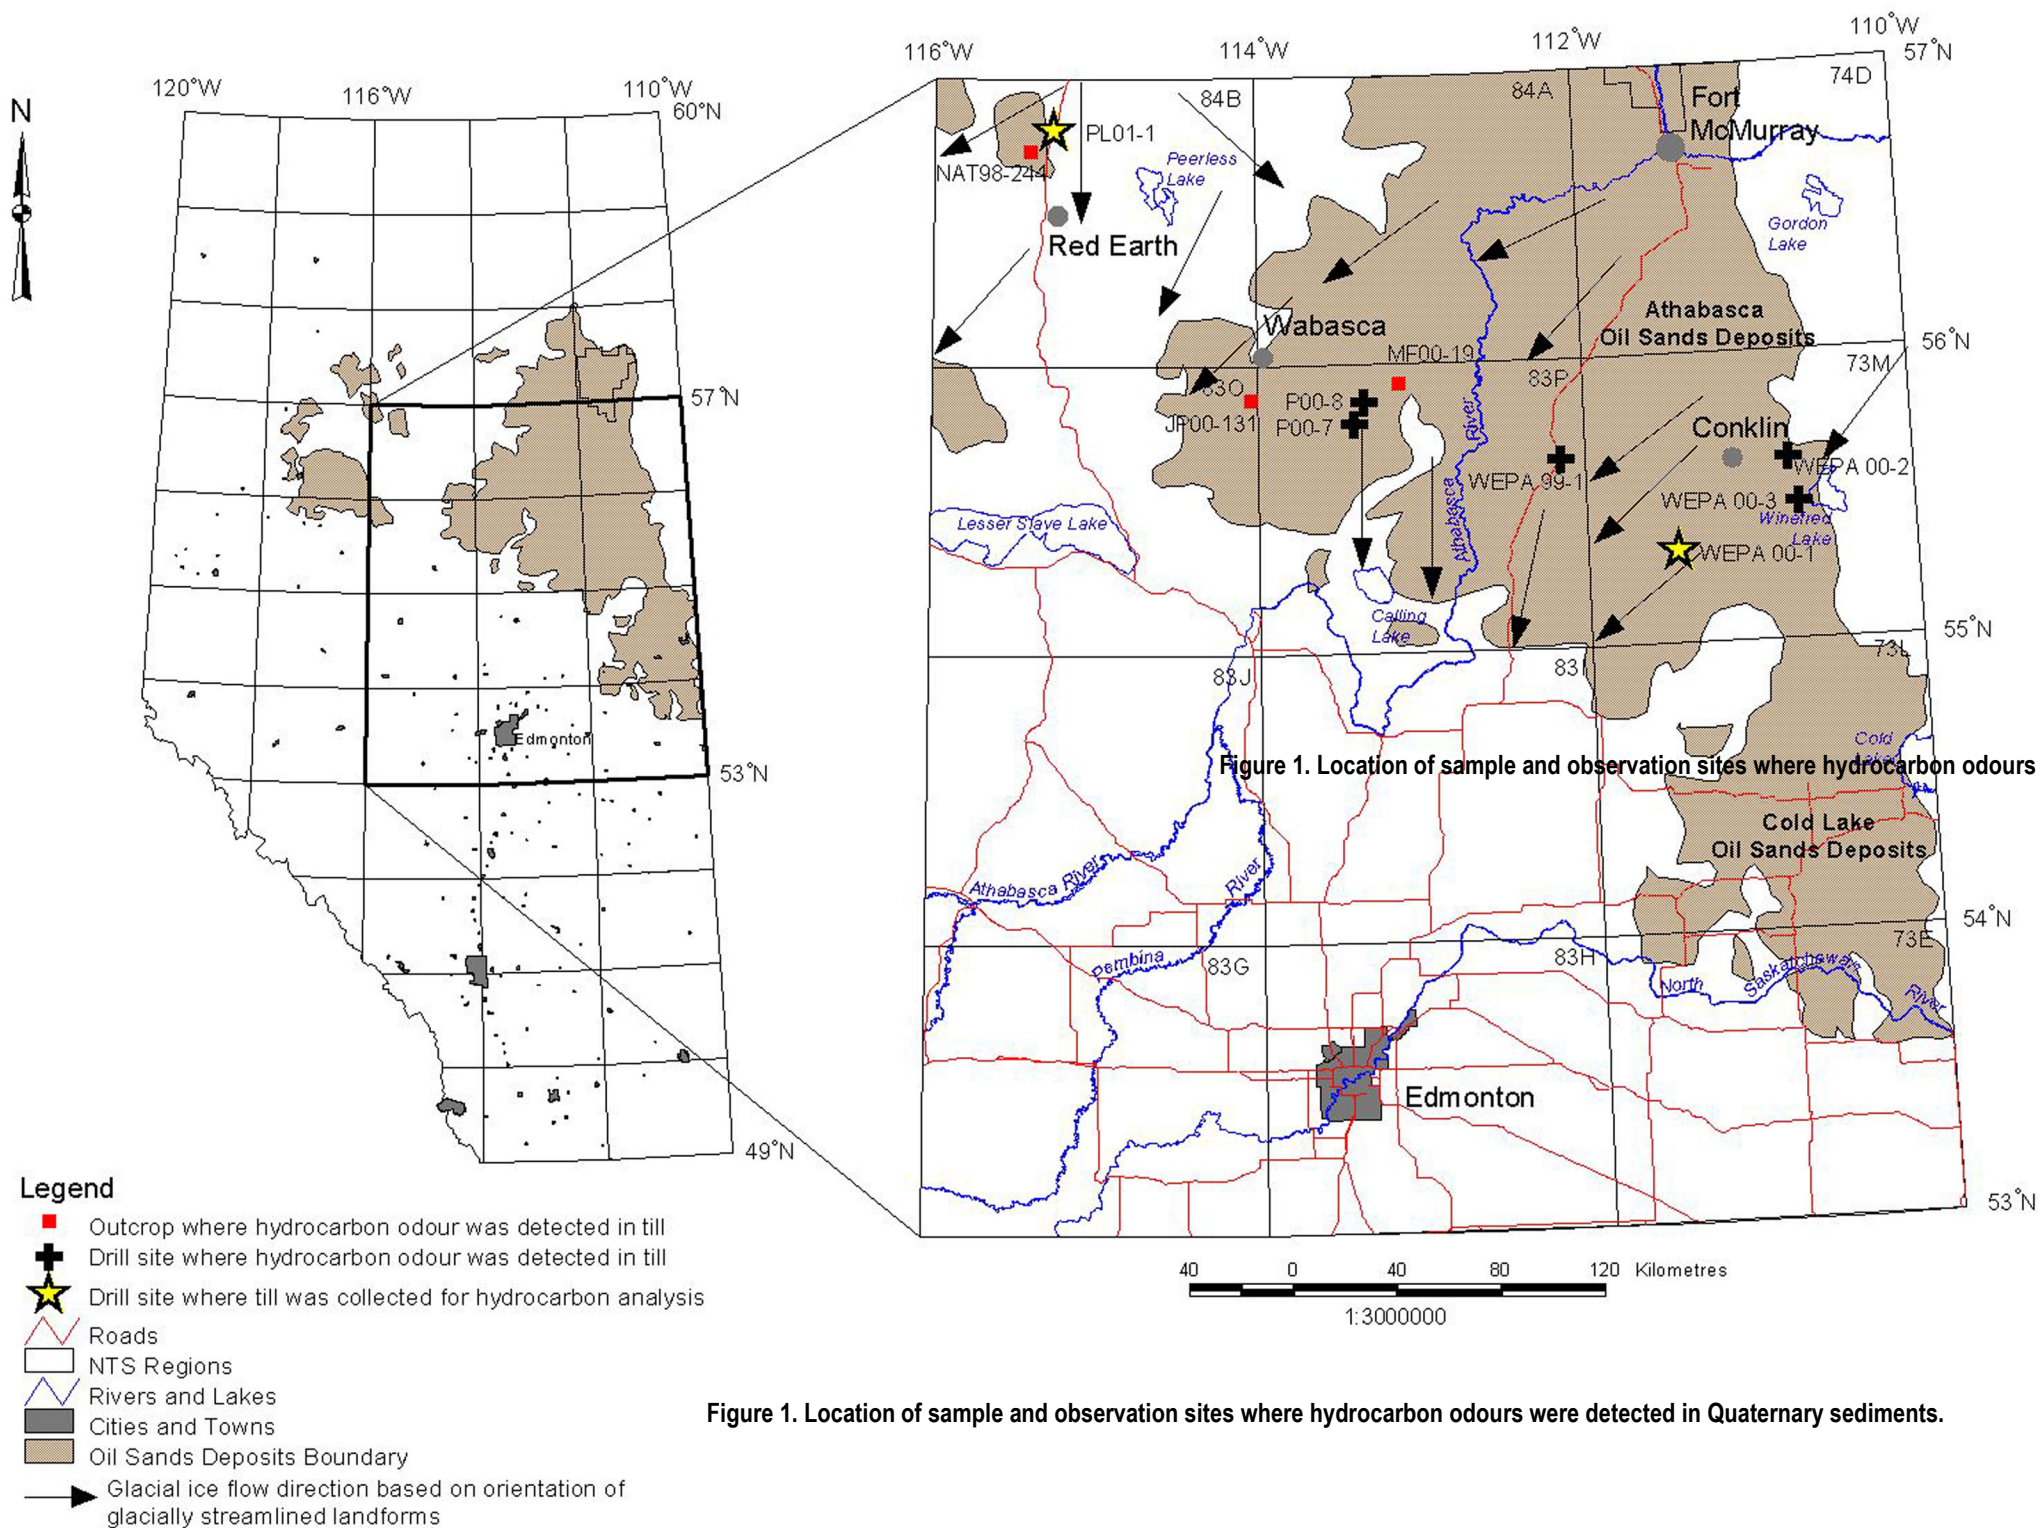 N
120°W
116°W
110°W
60°N
57°N
53°N
49°N
Edmonton
116°W
114°W
112°W
110°W
57°N
84B
84A
74D
Fort
McMurray
PL01-1
NAT98-244
Peerless
Lake
Red Earth
Gordon
Lake
Athabasca
Oil Sands Deposits
Wabasca
MF00-19
56°N
83O
83P
73M
JP00-131
P00-8
P00-7
Athabasca River
Conklin
WEPA 99-1
WEPA 00-2
WEPA 00-3
Winefred
Lake
WEPA 00-1
Lesser Slave Lake
Calling
Lake
55°N
83J
83I
73L
Cold
Lake
Figure 1. Location of sample and observation sites where hydrocarbon odours
Cold Lake
Oil Sands Deposits
Athabasca River
River
Pembina
54°N
83G
83H
73E
North
Saskatchewan
River
Edmonton
53°N
40 0 40 80 120 Kilometres
1:3000000
Legend
Outcrop where hydrocarbon odour was detected in till
Drill site where hydrocarbon odour was detected in till
Drill site where till was collected for hydrocarbon analysis
Roads
NTS Regions
Rivers and Lakes
Cities and Towns
Oil Sands Deposits Boundary
Glacial ice flow direction based on orientation of
glacially streamlined landforms
Figure 1. Location of sample and observation sites where hydrocarbon odours were detected in Quaternary sediments.